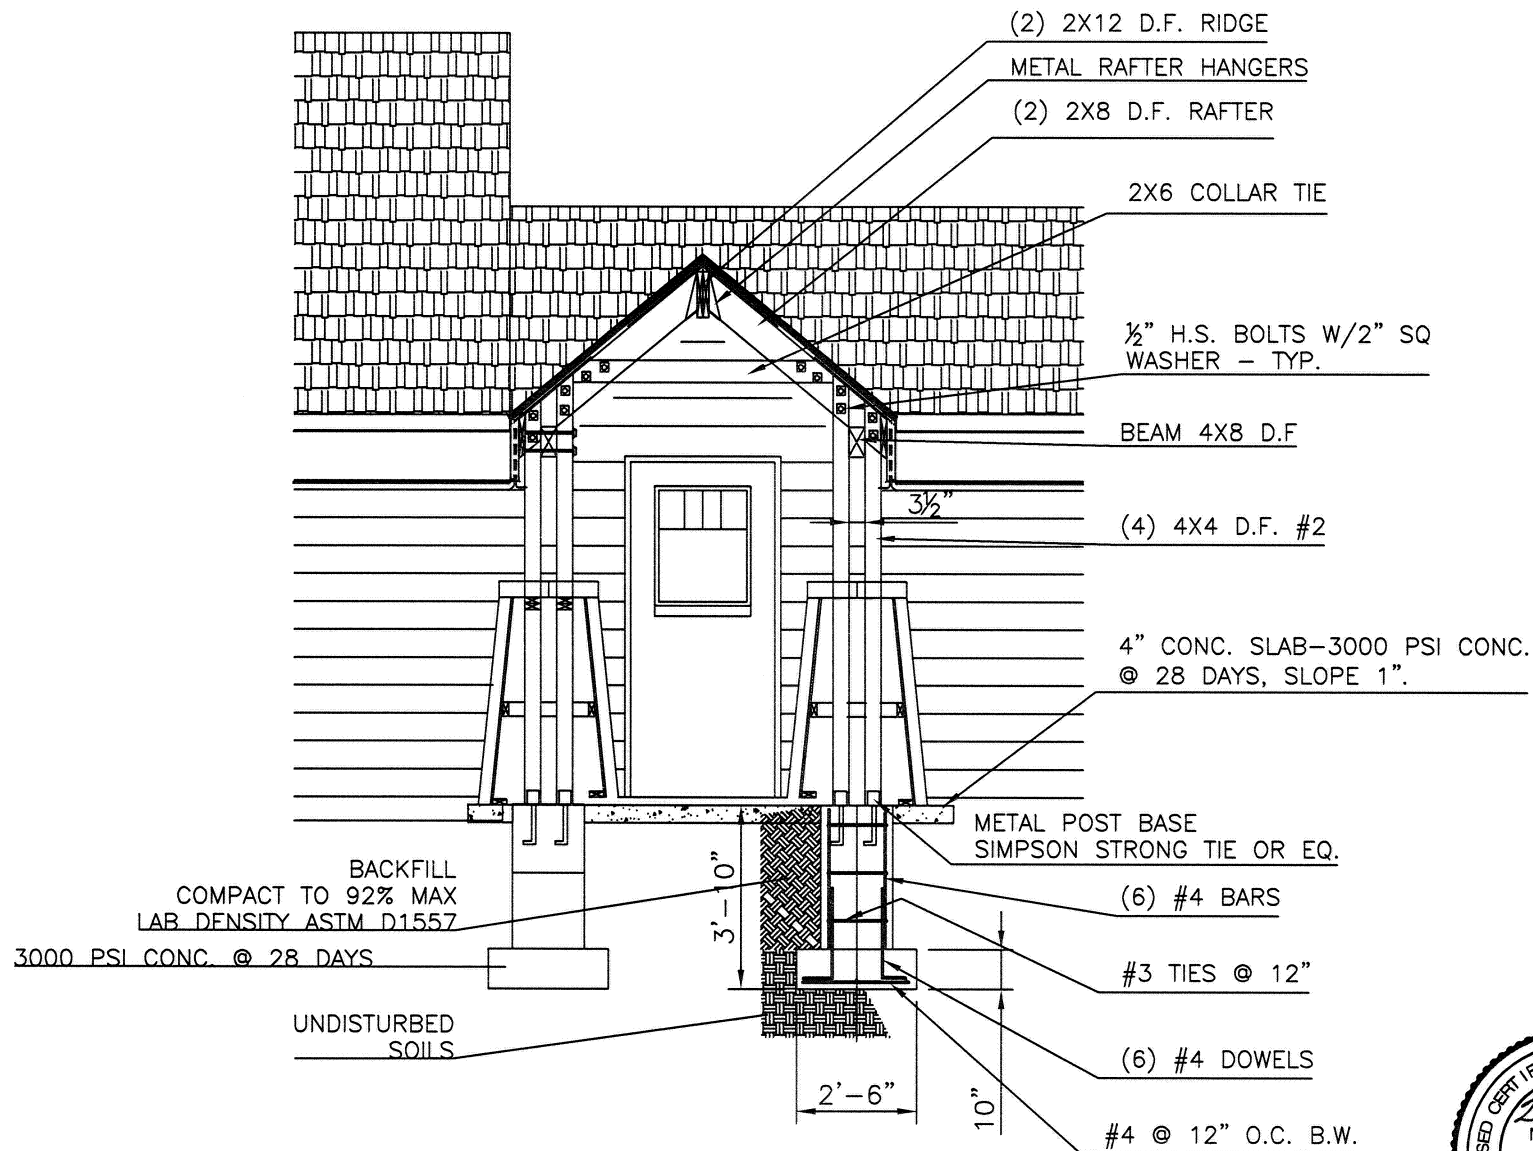 (2) 2X12 D.F. RIDGE
METAL RAFTER HANGERS
(2) 2X8 D.F. RAFTER
2X6 COLLAR TIE
½" H.S. BOLTS W/2" SQ
WASHER – TYP.
BEAM 4X8 D.F
3½"
(4) 4X4 D.F. #2
4" CONC. SLAB–3000 PSI CONC.
@ 28 DAYS, SLOPE 1".
METAL POST BASE
SIMPSON STRONG TIE OR EQ.
BACKFILL
COMPACT TO 92% MAX
LAB DENSITY ASTM D1557
3'–0"
(6) #4 BARS
3000 PSI CONC. @ 28 DAYS
#3 TIES @ 12"
UNDISTURBED
SOILS
(6) #4 DOWELS
2'–6"
10"
#4 @ 12" O.C. B.W.